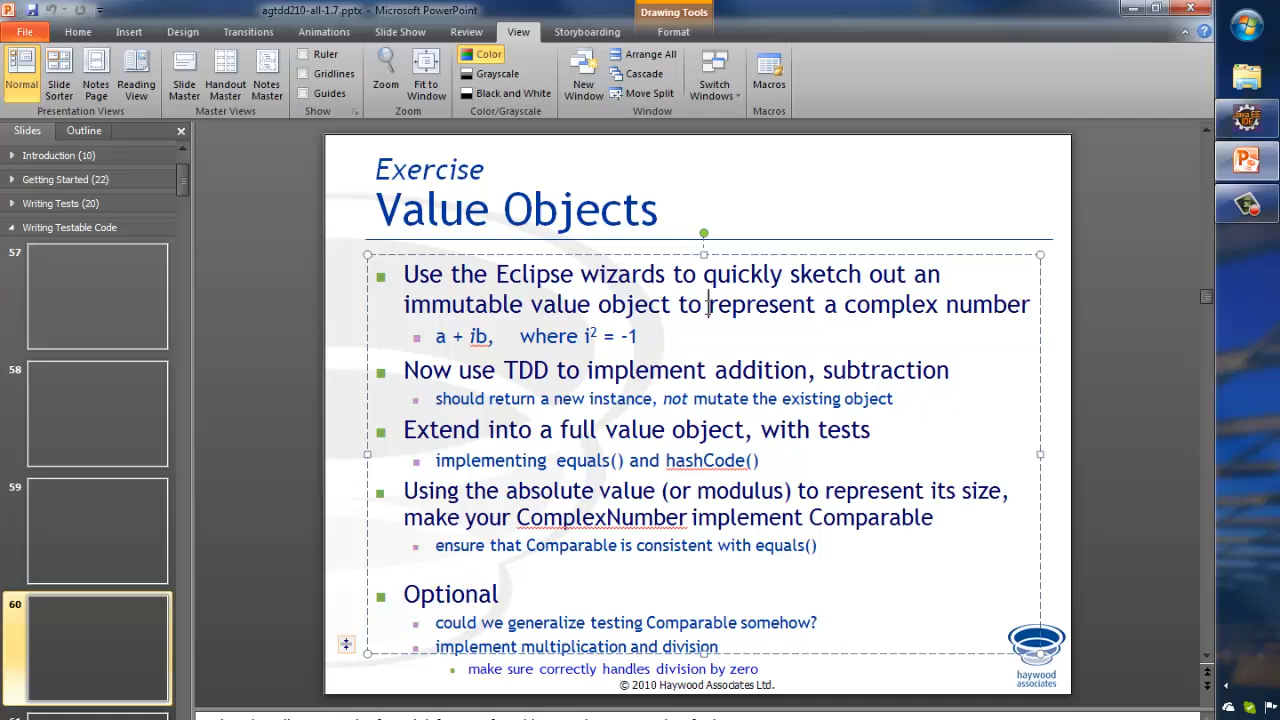 agtdd210-all-1.7.pptx - Microsoft PowerPoint
Drawing Tools
File Home Insert Design Transitions Animations Slide Show Review View Storyboarding Format
Normal
Slide Sorter
Notes Page
Reading View
Presentation Views
Slide Master
Handout Master
Notes Master
Master Views
Ruler
Gridlines
Guides
Show
Zoom
Fit to Window
Zoom
Color
Grayscale
Black and White
Color/Grayscale
New Window
Arrange All
Cascade
Move Split
Switch Windows
Window
Macros
Macros
Slides Outline
Introduction (10)
Getting Started (22)
Writing Tests (20)
Writing Testable Code
57
58
59
60
Exercise
Value Objects
Use the Eclipse wizards to quickly sketch out an
immutable value object to represent a complex number
a + ib, where i² = -1
Now use TDD to implement addition, subtraction
should return a new instance, not mutate the existing object
Extend into a full value object, with tests
implementing equals() and hashCode()
Using the absolute value (or modulus) to represent its size,
make your ComplexNumber implement Comparable
ensure that Comparable is consistent with equals()
Optional
could we generalize testing Comparable somehow?
implement multiplication and division
make sure correctly handles division by zero
© 2010 Haywood Associates Ltd.
haywood
associates
Java EE
IDE